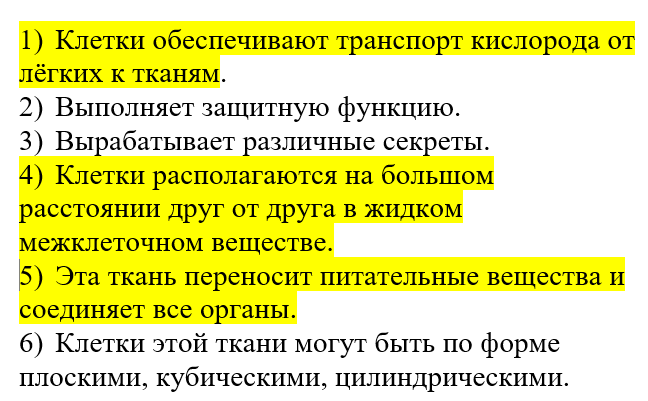 1) Клетки обеспечивают транспорт кислорода от
лёгких к тканям.
2) Выполняет защитную функцию.
3) Вырабатывает различные секреты.
4) Клетки располагаются на большом
расстоянии друг от друга в жидком
межклеточном веществе.
5) Эта ткань переносит питательные вещества и
соединяет все органы.
6) Клетки этой ткани могут быть по форме
плоскими, кубическими, цилиндрическими.